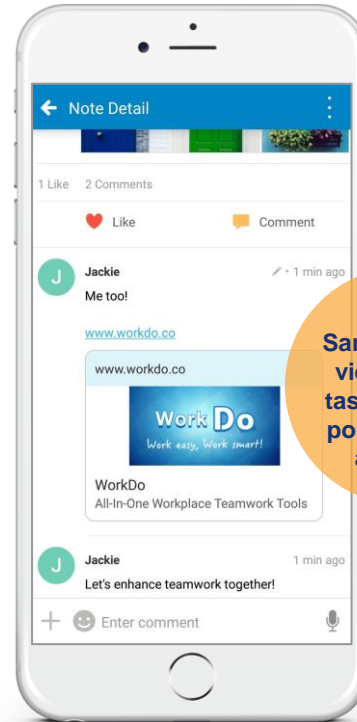 Note Detail
1 Like 2 Comments
Like Comment
Jackie 1 min ago
Me too!
www.workdo.co
www.workdo.co
Work Do
Work easy, Work smart!
WorkDo
All-In-One Workplace Teamwork Tools
Jackie 1 min ago
Let's enhance teamwork together!
Enter comment
J
J